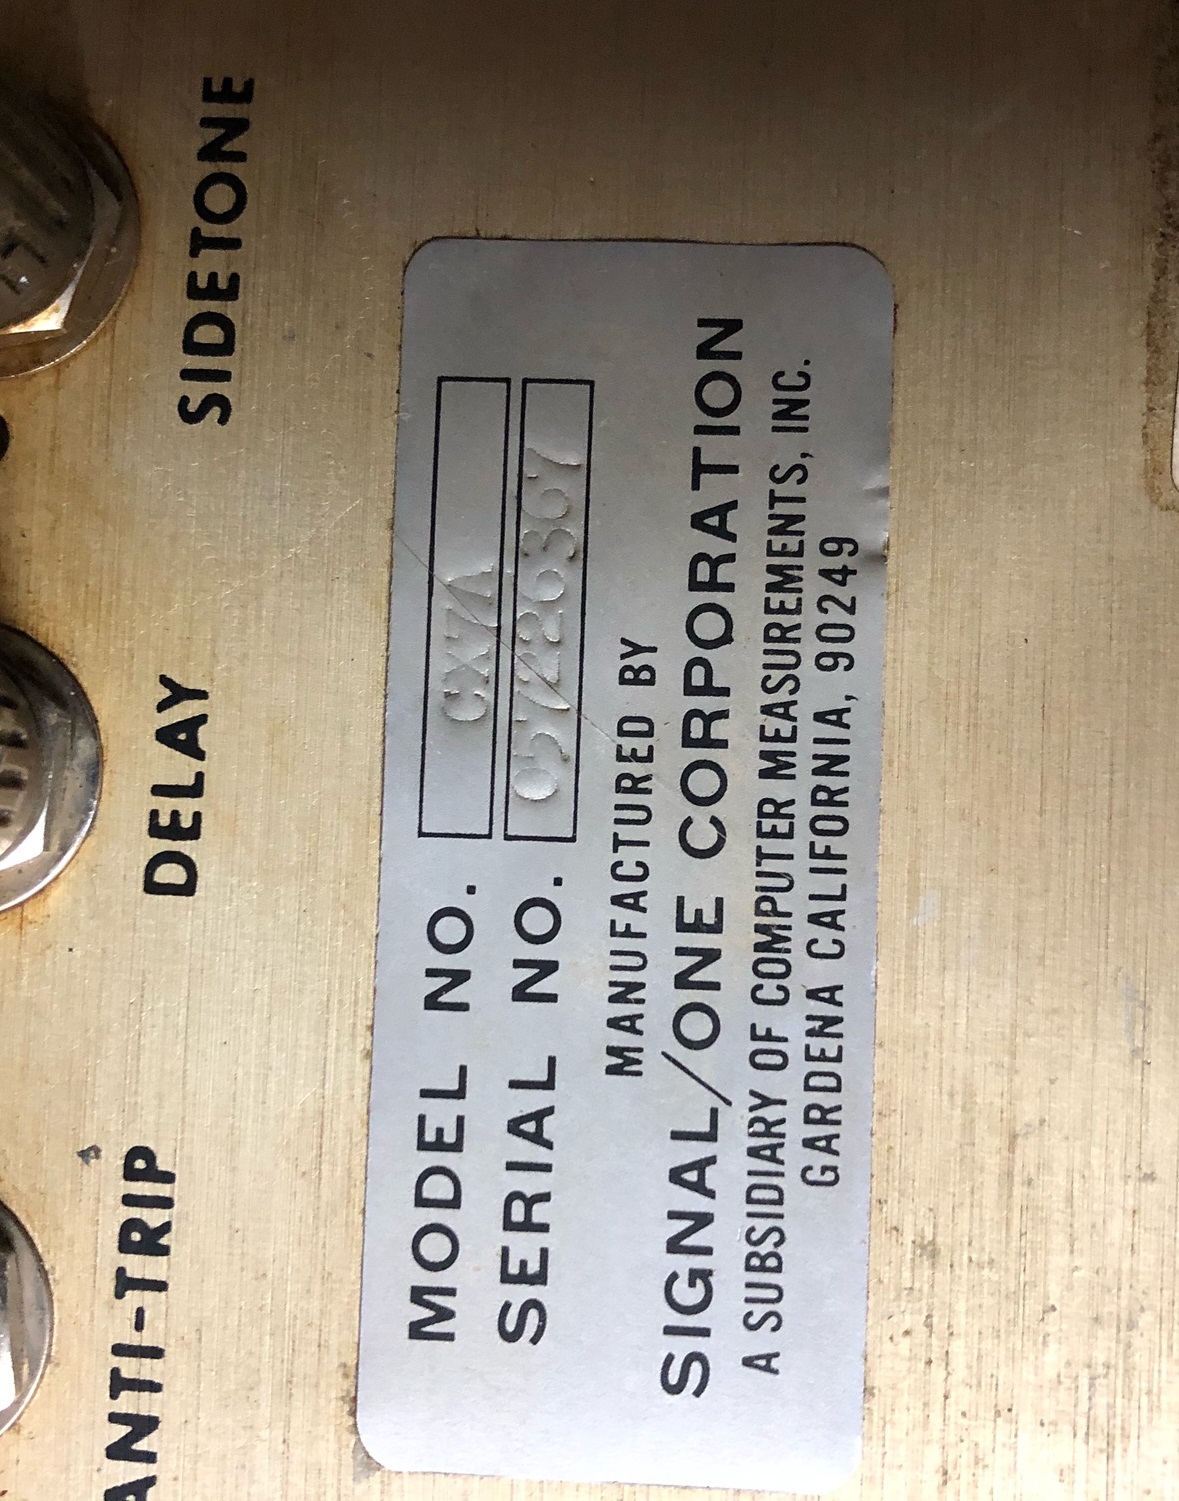 SIDETONE
DELAY
ANTI-TRIP
MODEL NO. CX7A
SERIAL NO. 057226367
MANUFACTURED BY
SIGNAL/ONE CORPORATION
A SUBSIDIARY OF COMPUTER MEASUREMENTS, INC.
GARDENA CALIFORNIA, 90249